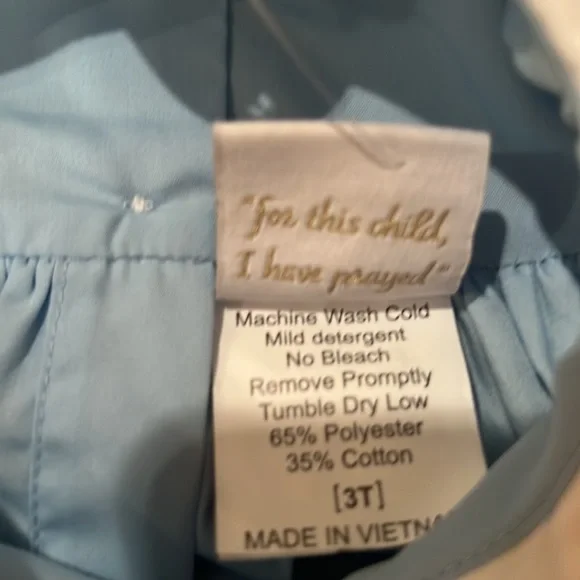 "for this child,
I have prayed"
Machine Wash Cold
Mild detergent
No Bleach
Remove Promptly
Tumble Dry Low
65% Polyester
35% Cotton
[3T]
MADE IN VIETNA